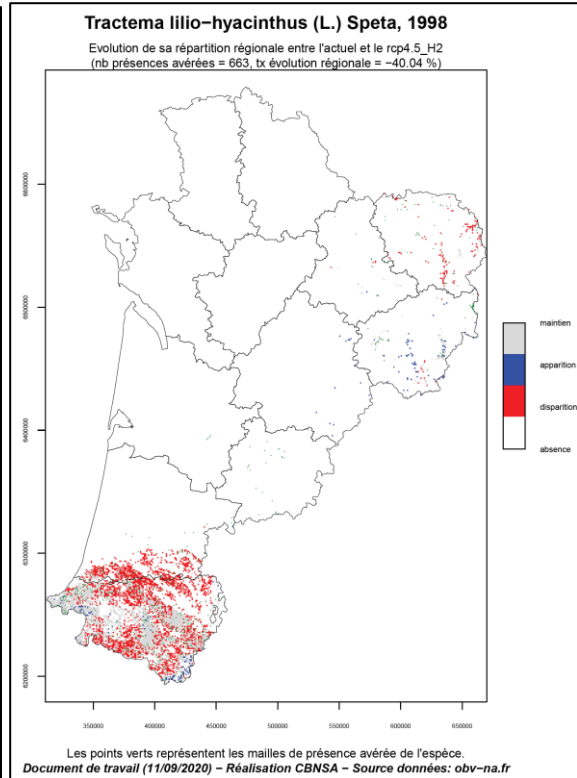 Tractema lilio−hyacinthus (L.) Speta, 1998
Evolution de sa répartition régionale entre l'actuel et le rcp4.5_H2
(nb présences avérées = 663, tx évolution régionale = −40.04 %)
6600000
6500000
6400000
6300000
6200000
maintien
apparition
disparition
absence
350000 400000 450000 500000 550000 600000 650000
Les points verts représentent les mailles de présence avérée de l'espèce.
Document de travail (11/09/2020) − Réalisation CBNSA − Source données: obv−na.fr